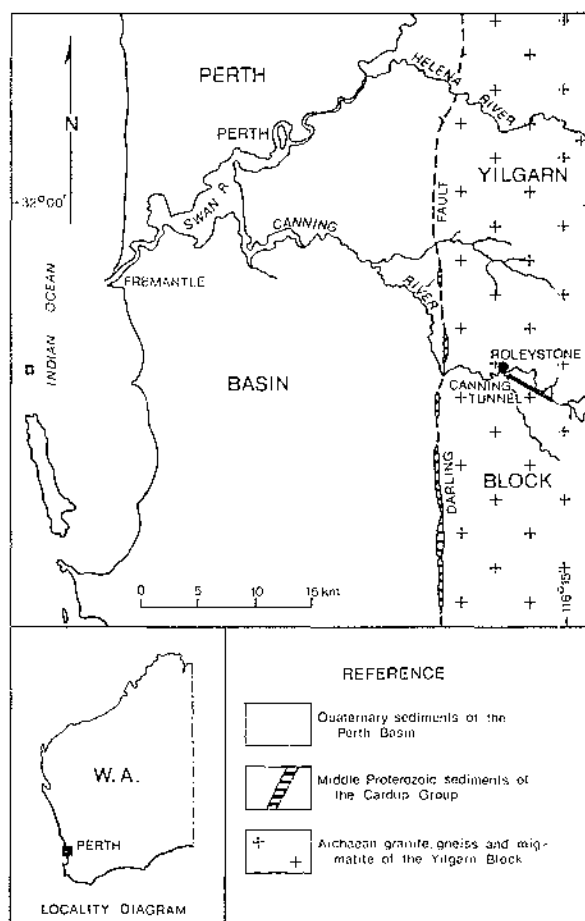 PERTH
HELENA
RIVER
N
PERTH
YILGARN
32°00'
SWAN R
CANNING
FAULT
FREMANTLE
RIVER
INDIAN OCEAN
ROLEYSTONE
BASIN
CANNING
TUNNEL
BLOCK
DARLING
0 5 10 15 km
116°15'
REFERENCE
Quaternary sediments of the
Perth Basin
W.A.
Middle Proterozoic sediments of
the Cardup Group
PERTH
Archaean granite, gneiss and mig-
matite of the Yilgarn Block
LOCALITY DIAGRAM